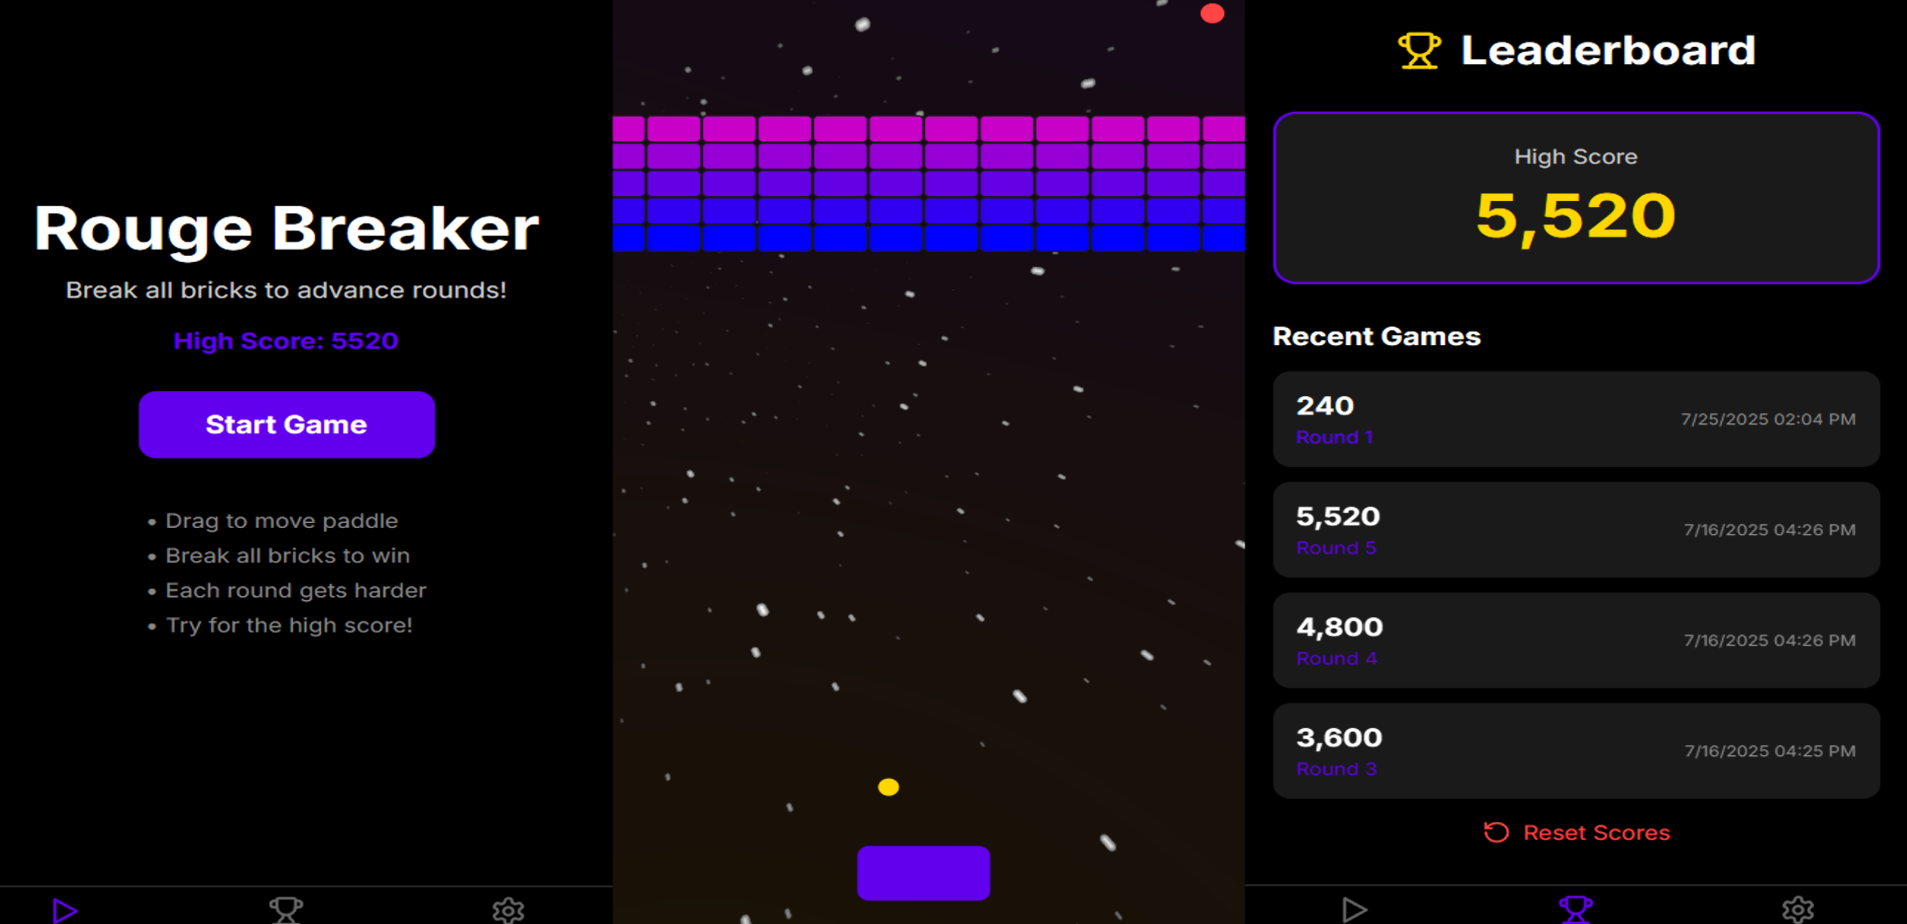 Rouge Breaker
Break all bricks to advance rounds!
High Score: 5520
Start Game
• Drag to move paddle
• Break all bricks to win
• Each round gets harder
• Try for the high score!
Leaderboard
High Score
5,520
Recent Games
240
Round 1
7/25/2025 02:04 PM
5,520
Round 5
7/16/2025 04:26 PM
4,800
Round 4
7/16/2025 04:26 PM
3,600
Round 3
7/16/2025 04:25 PM
Reset Scores